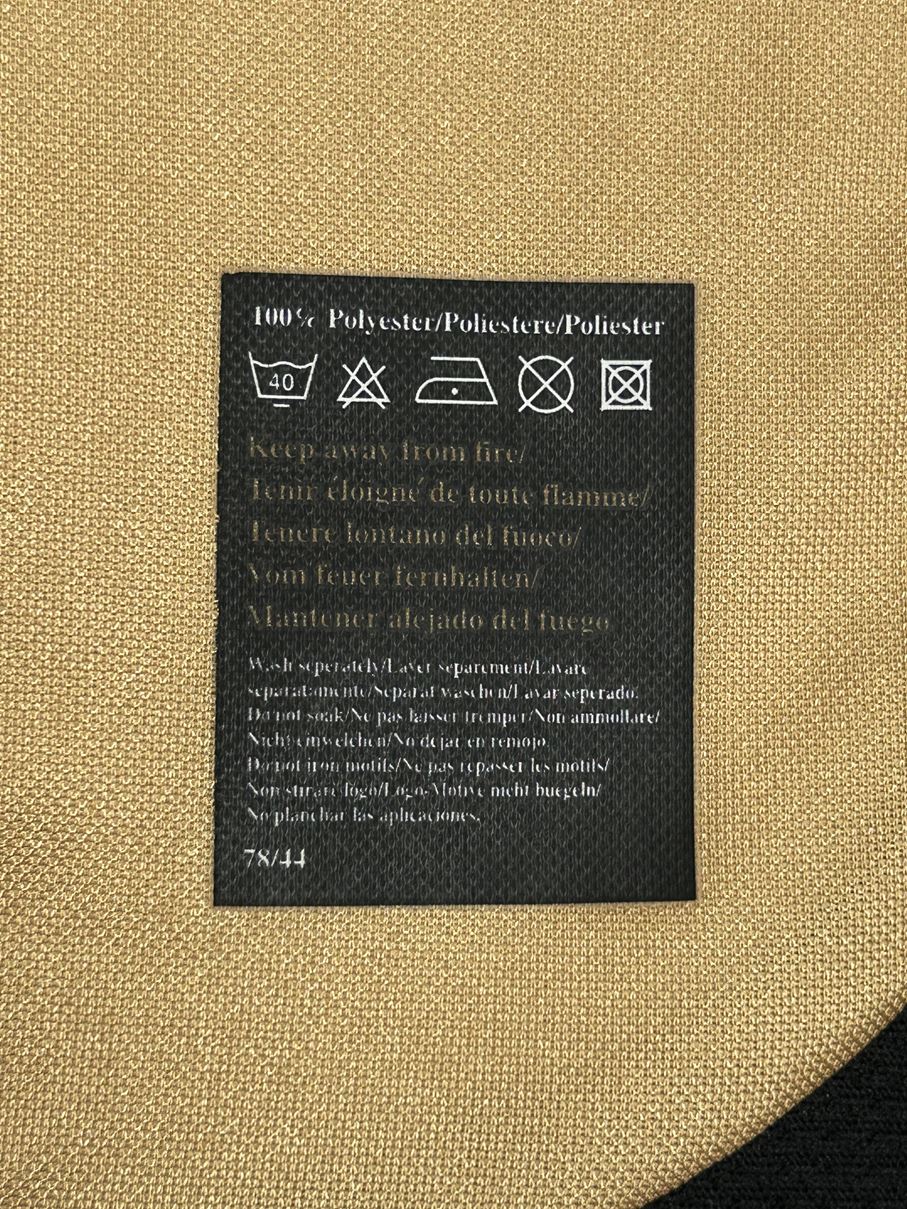 100% Polyester/Poliestere/Poliester
40
Keep away from fire/
Tenir éloigné de toute flamme/
Tenere lontano del fuoco/
Vom feuer fernhalten/
Mantener alejado del fuego
Wash seperately/Laver séparement/Lavare
separatamente/Separat waschen/Lavar seperado.
Do not soak/Ne pas laisser tremper/Non ammollare/
Nicht einweichen/No dejar en remojo.
Do not iron motifs/Ne pas repasser les motifs/
Non stirare logo/Logo-Motive nicht buegeln/
No planchar las aplicaciones.
78/44